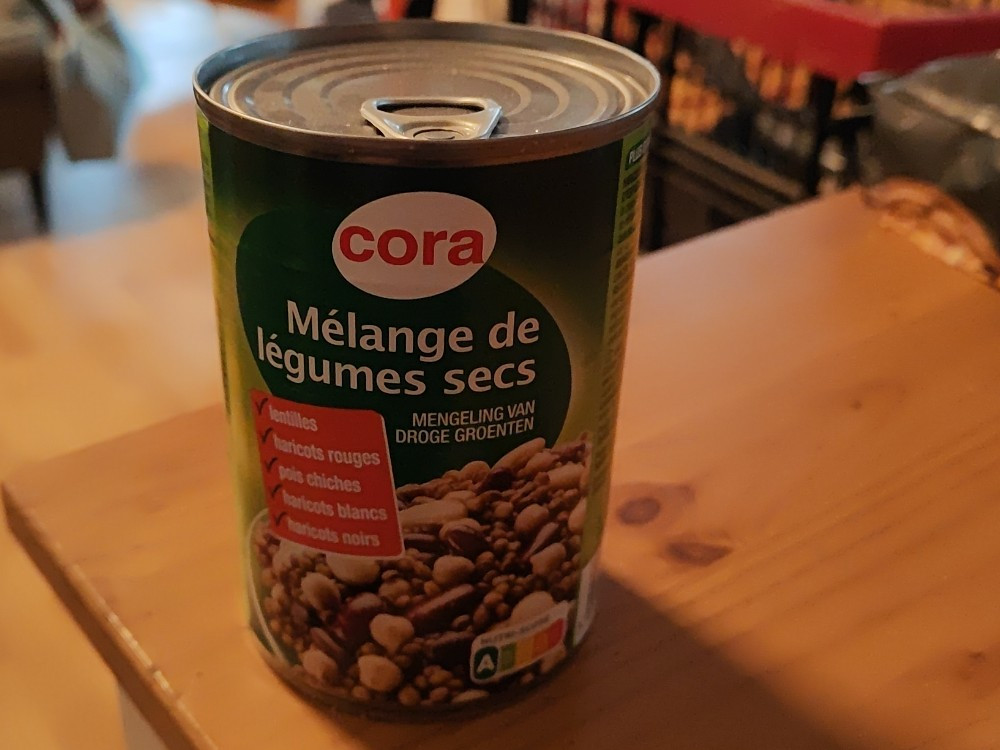 cora
Mélange de
légumes secs
MENGELING VAN
DROGE GROENTEN
lentilles
haricots rouges
pois chiches
haricots blancs
haricots noirs
NUTRI-SCORE
A